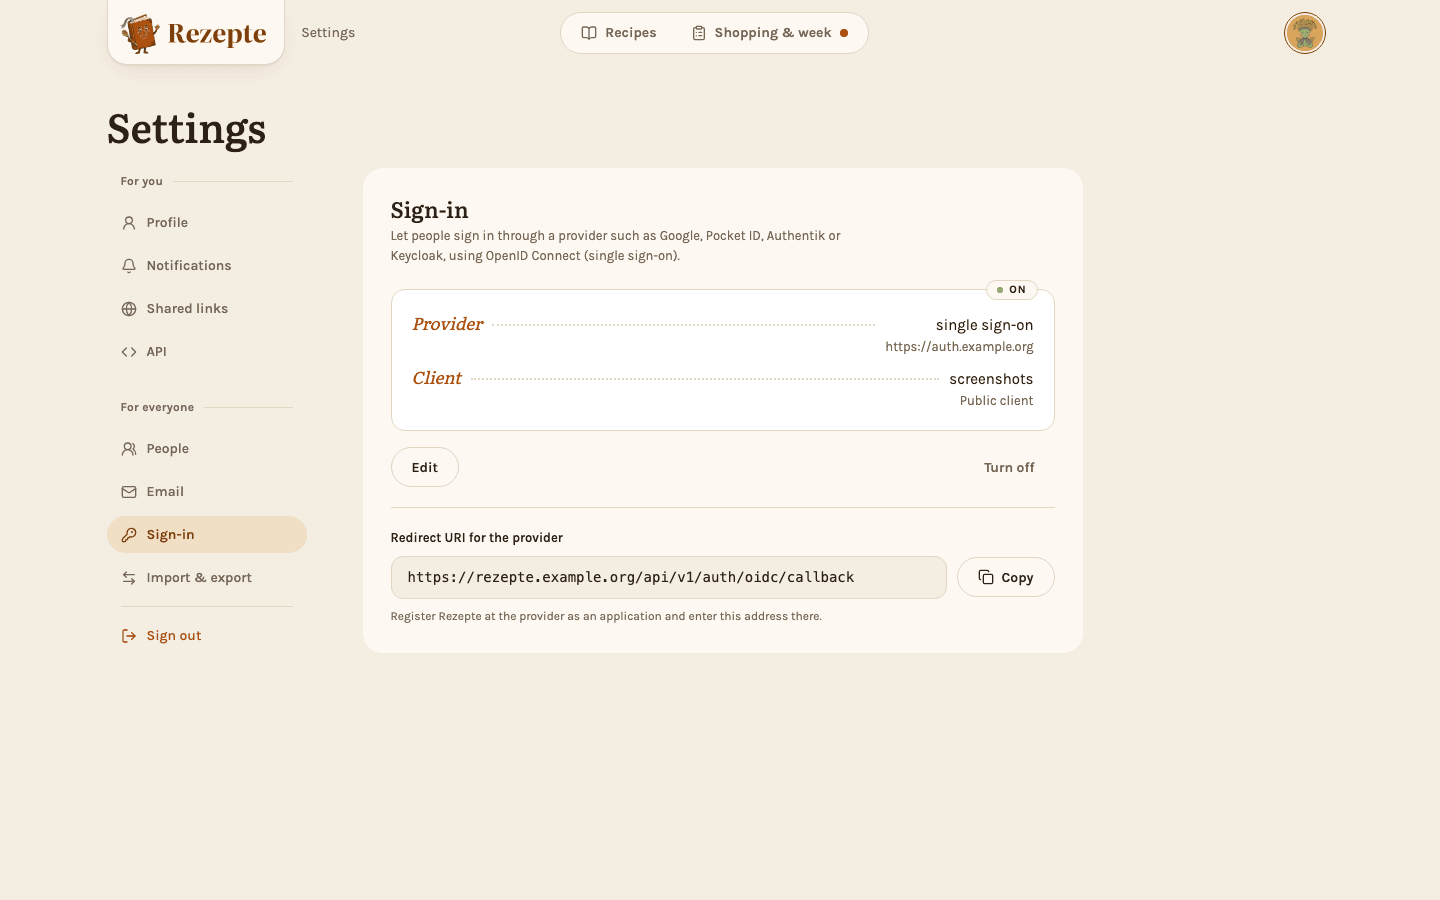 Rezepte
Settings
Recipes
Shopping & week
Settings
For you
Profile
Notifications
Shared links
API
For everyone
People
Email
Sign-in
Import & export
Sign out
Sign-in
Let people sign in through a provider such as Google, Pocket ID, Authentik or
Keycloak, using OpenID Connect (single sign-on).
ON
Provider single sign-on
https://auth.example.org
Client screenshots
Public client
Edit
Turn off
Redirect URI for the provider
https://rezepte.example.org/api/v1/auth/oidc/callback
Copy
Register Rezepte at the provider as an application and enter this address there.